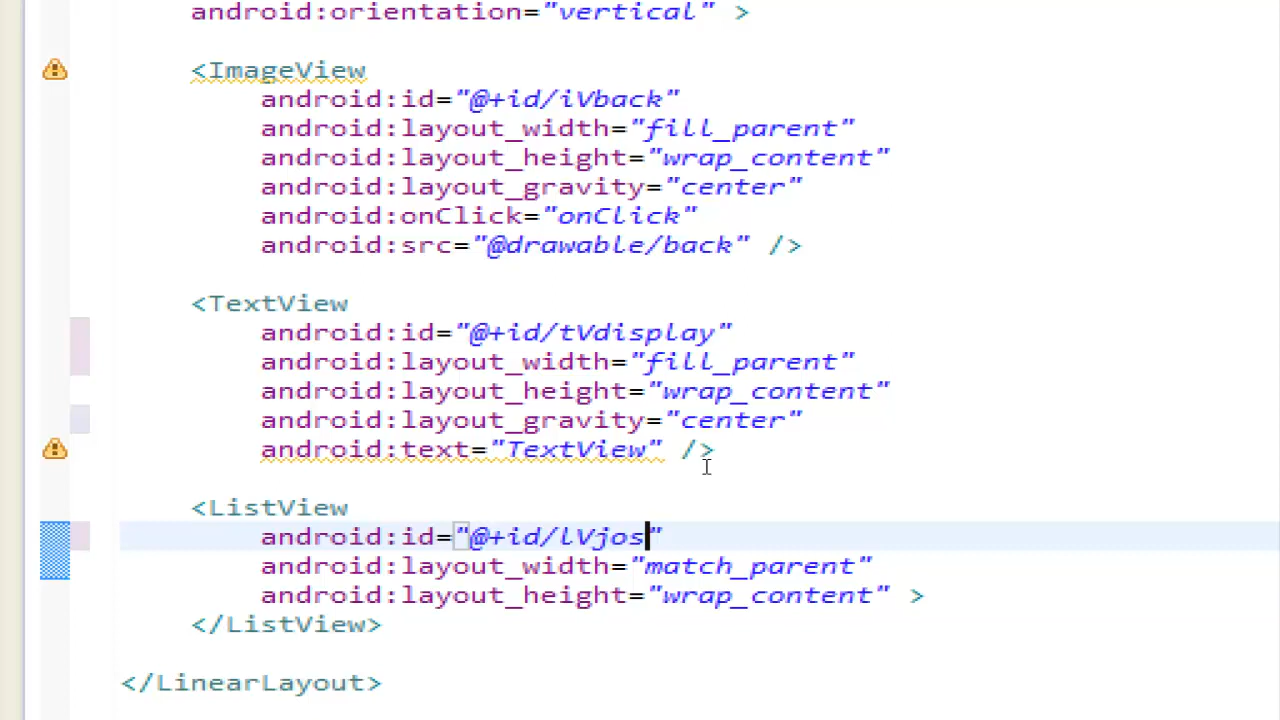 android:orientation="vertical" >
<ImageView
android:id="@+id/iVback"
android:layout_width="fill_parent"
android:layout_height="wrap_content"
android:layout_gravity="center"
android:onClick="onClick"
android:src="@drawable/back" />
<TextView
android:id="@+id/tVdisplay"
android:layout_width="fill_parent"
android:layout_height="wrap_content"
android:layout_gravity="center"
android:text="TextView" />
<ListView
android:id="@+id/lVjos"
android:layout_width="match_parent"
android:layout_height="wrap_content" >
</ListView>
</LinearLayout>